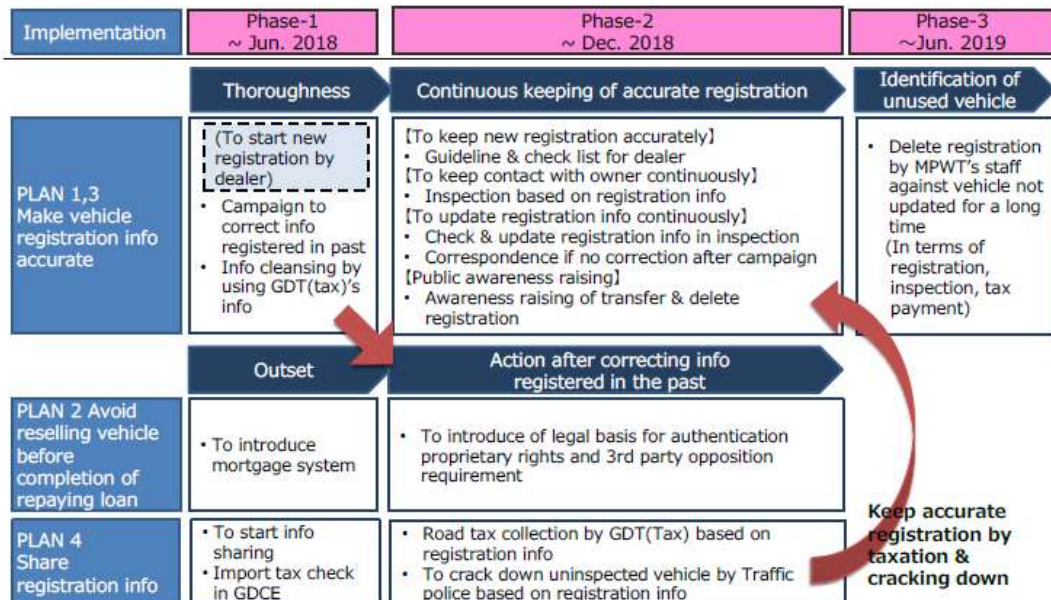 Implementation
Phase-1
~ Jun. 2018
Phase-2
~ Dec. 2018
Phase-3
～Jun. 2019
Thoroughness
Continuous keeping of accurate registration
Identification of
unused vehicle
PLAN 1,3
Make vehicle
registration info
accurate
(To start new
registration by
dealer)
• Campaign to
correct info
registered in past
• Info cleansing by
using GDT(tax)'s
info
【To keep new registration accurately】
• Guideline & check list for dealer
【To keep contact with owner continuously】
• Inspection based on registration info
【To update registration info continuously】
• Check & update registration info in inspection
• Correspondence if no correction after campaign
【Public awareness raising】
• Awareness raising of transfer & delete
registration
• Delete registration
by MPWT's staff
against vehicle not
updated for a long
time
(In terms of
registration,
inspection, tax
payment)
Outset
Action after correcting info
registered in the past
PLAN 2 Avoid
reselling vehicle
before
completion of
repaying loan
• To introduce
mortgage system
• To introduce of legal basis for authentication
proprietary rights and 3rd party opposition
requirement
PLAN 4
Share
registration info
• To start info
sharing
• Import tax check
in GDCE
• Road tax collection by GDT(Tax) based on
registration info
• To crack down uninspected vehicle by Traffic
police based on registration info
Keep accurate
registration by
taxation &
cracking down